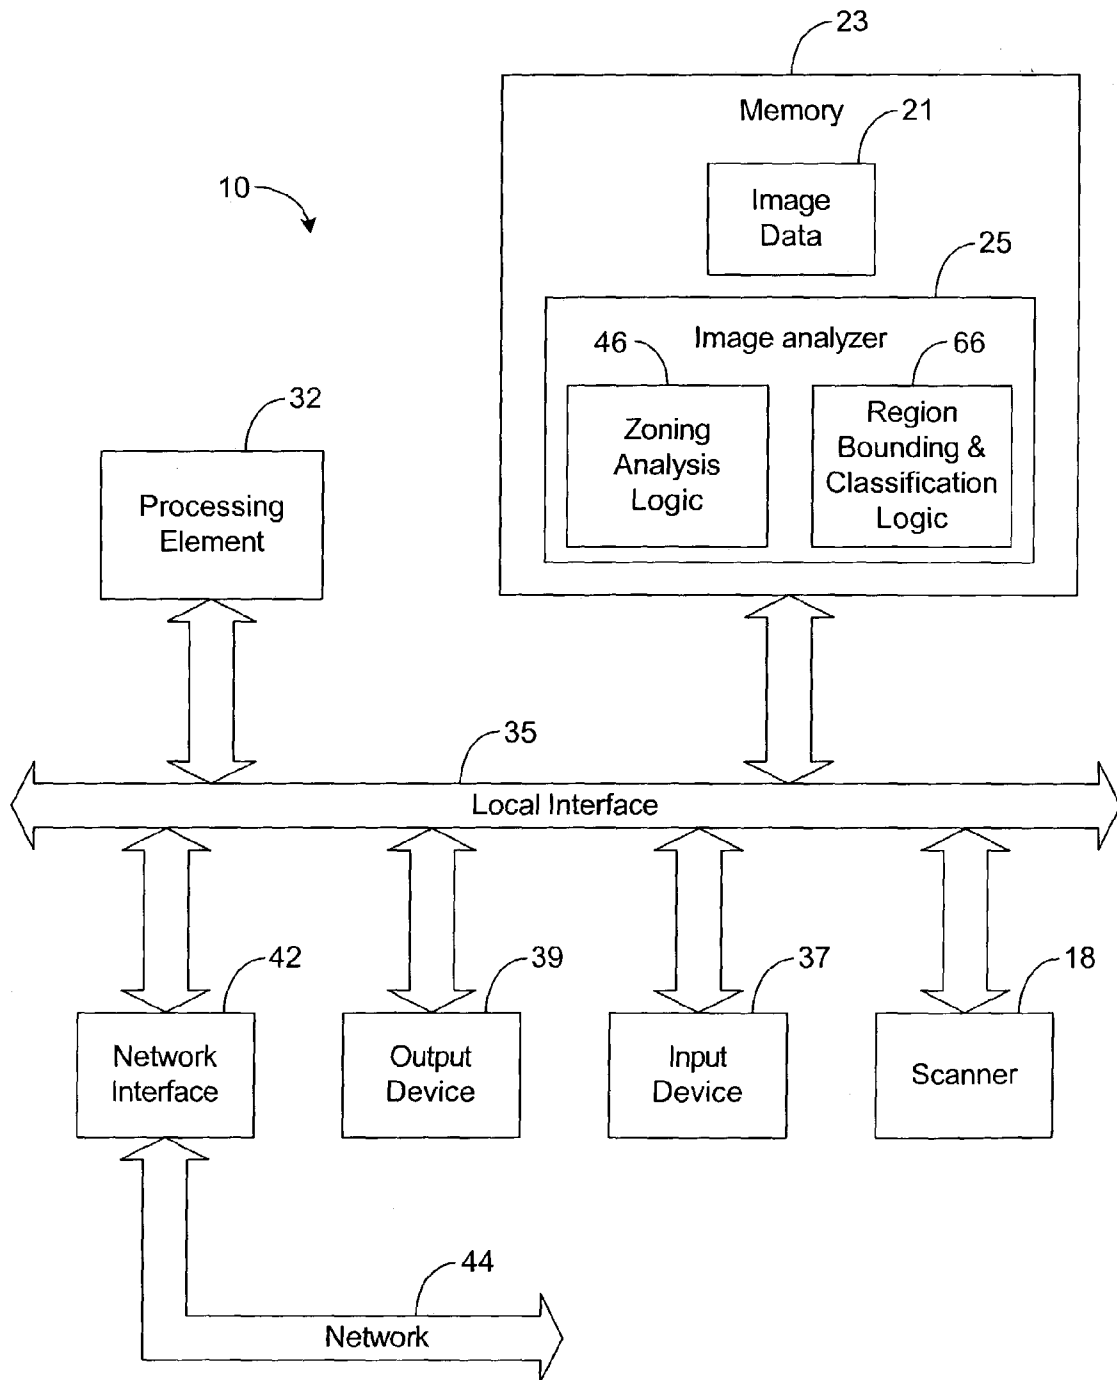 23
Memory
21
10
Image
Data
25
Image analyzer
46
66
32
Zoning
Analysis
Logic
Region
Bounding &
Classification
Logic
Processing
Element
35
Local Interface
42
39
37
18
Network
Interface
Output
Device
Input
Device
Scanner
44
Network